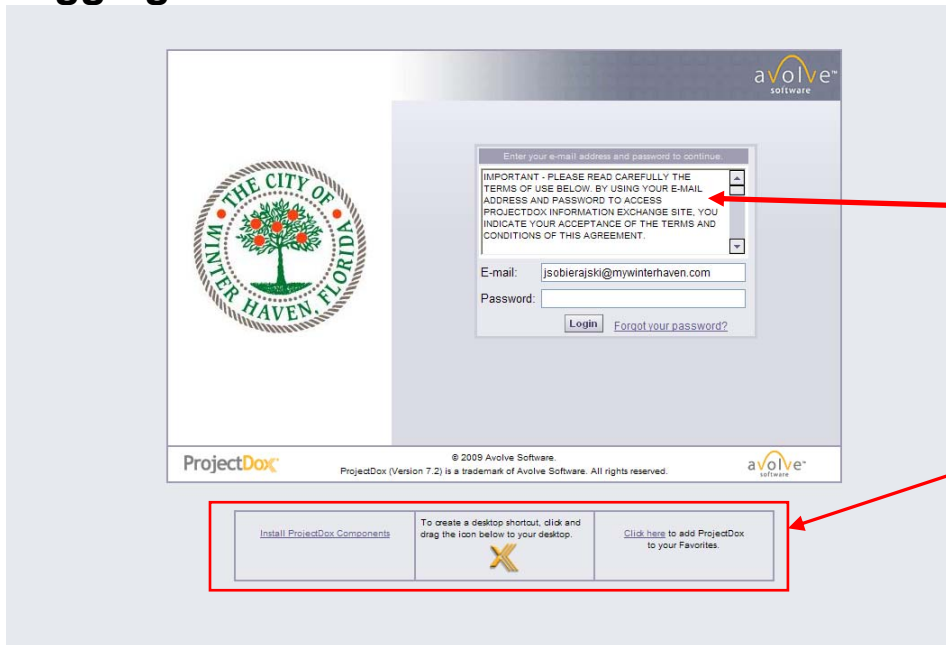 avolve™
software
THE CITY OF
WINTER HAVEN, FLORIDA
Enter your e-mail address and password to continue.
IMPORTANT - PLEASE READ CAREFULLY THE
TERMS OF USE BELOW. BY USING YOUR E-MAIL
ADDRESS AND PASSWORD TO ACCESS
PROJECTDOX INFORMATION EXCHANGE SITE, YOU
INDICATE YOUR ACCEPTANCE OF THE TERMS AND
CONDITIONS OF THIS AGREEMENT.
E-mail: jsobierajski@mywinterhaven.com
Password:
Login Forgot your password?
ProjectDox
© 2009 Avolve Software.
ProjectDox (Version 7.2) is a trademark of Avolve Software. All rights reserved.
avolve
software
Install ProjectDox Components
To create a desktop shortcut, click and
drag the icon below to your desktop.
Click here to add ProjectDox
to your Favorites.